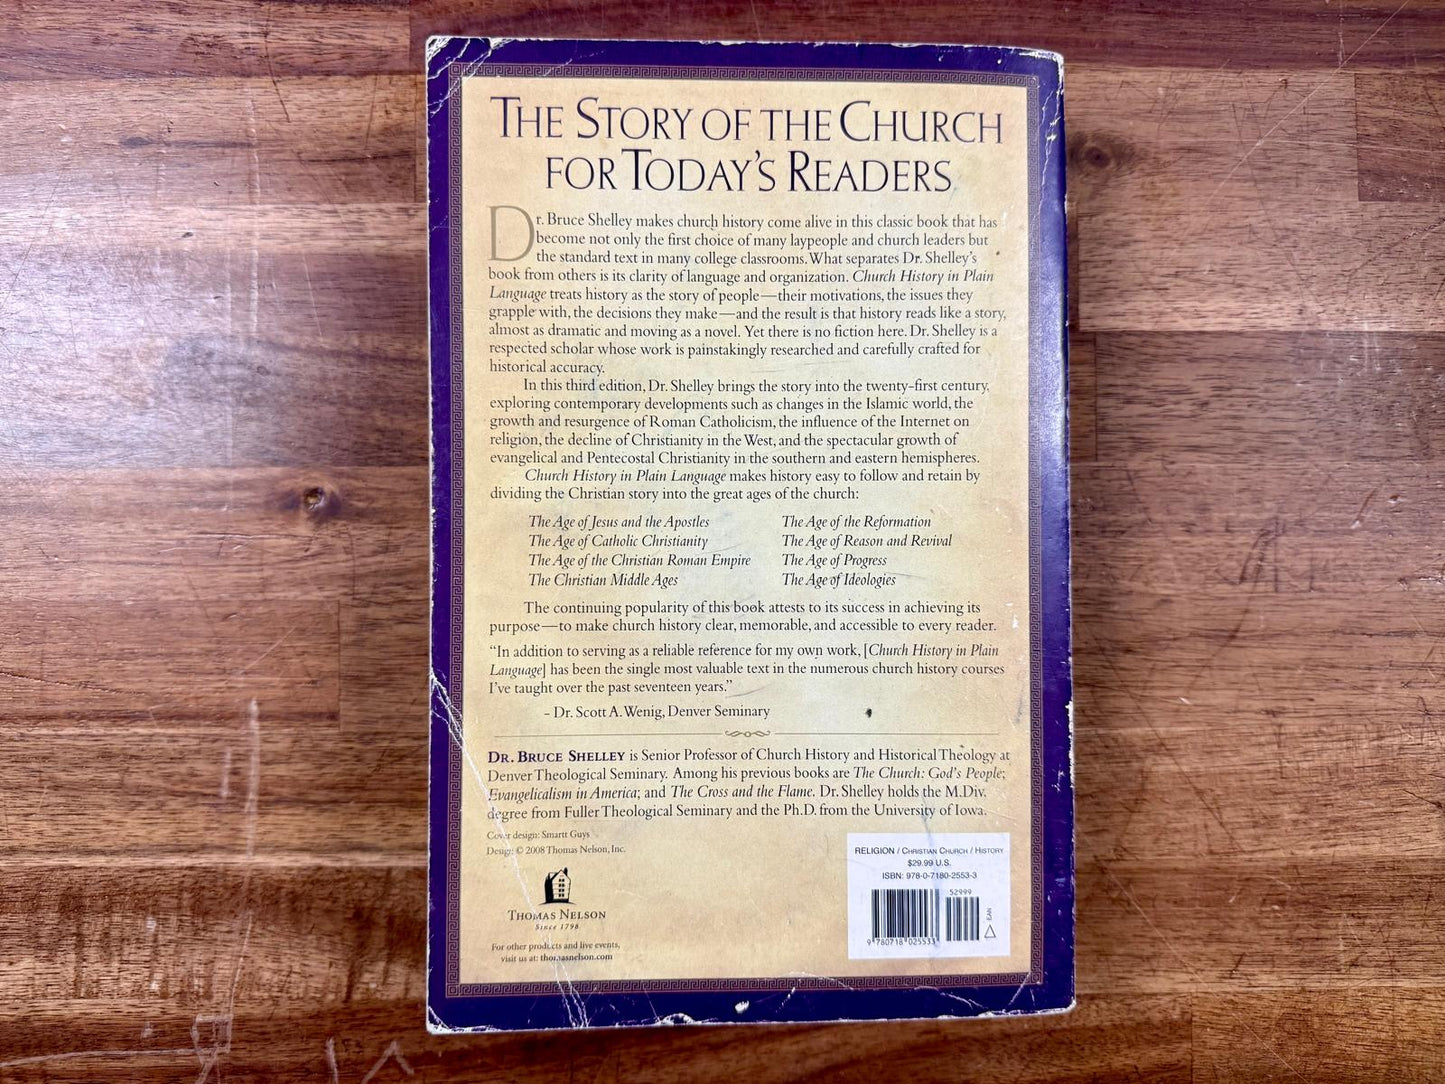 THE STORY OF THE CHURCH
FOR TODAY'S READERS
Dr. Bruce Shelley makes church history come alive in this classic book that has
become not only the first choice of many laypeople and church leaders but
the standard text in many college classrooms. What separates Dr. Shelley's
book from others is its clarity of language and organization. Church History in Plain
Language treats history as the story of people—their motivations, the issues they
grapple with, the decisions they make—and the result is that history reads like a story,
almost as dramatic and moving as a novel. Yet there is no fiction here. Dr. Shelley is a
respected scholar whose work is painstakingly researched and carefully crafted for
historical accuracy.
In this third edition, Dr. Shelley brings the story into the twenty-first century,
exploring contemporary developments such as changes in the Islamic world, the
growth and resurgence of Roman Catholicism, the influence of the Internet on
religion, the decline of Christianity in the West, and the spectacular growth of
evangelical and Pentecostal Christianity in the southern and eastern hemispheres.
Church History in Plain Language makes history easy to follow and retain by
dividing the Christian story into the great ages of the church:
The Age of Jesus and the Apostles
The Age of Catholic Christianity
The Age of the Christian Roman Empire
The Christian Middle Ages
The Age of the Reformation
The Age of Reason and Revival
The Age of Progress
The Age of Ideologies
The continuing popularity of this book attests to its success in achieving its
purpose—to make church history clear, memorable, and accessible to every reader.
"In addition to serving as a reliable reference for my own work, [Church History in Plain
Language] has been the single most valuable text in the numerous church history courses
I've taught over the past seventeen years."
- Dr. Scott A. Wenig, Denver Seminary
DR. BRUCE SHELLEY is Senior Professor of Church History and Historical Theology at
Denver Theological Seminary. Among his previous books are The Church: God's People;
Evangelicalism in America; and The Cross and the Flame. Dr. Shelley holds the M.Div.
degree from Fuller Theological Seminary and the Ph.D. from the University of Iowa.
Cover design: Smartt Guys
Design © 2008 Thomas Nelson, Inc.
THOMAS NELSON
Since 1798
For other products and live events,
visit us at: thomasnelson.com
RELIGION / CHRISTIAN CHURCH / HISTORY
$29.99 U.S.
ISBN: 978-0-7180-2553-3
52999
9 780718 025533
EAN